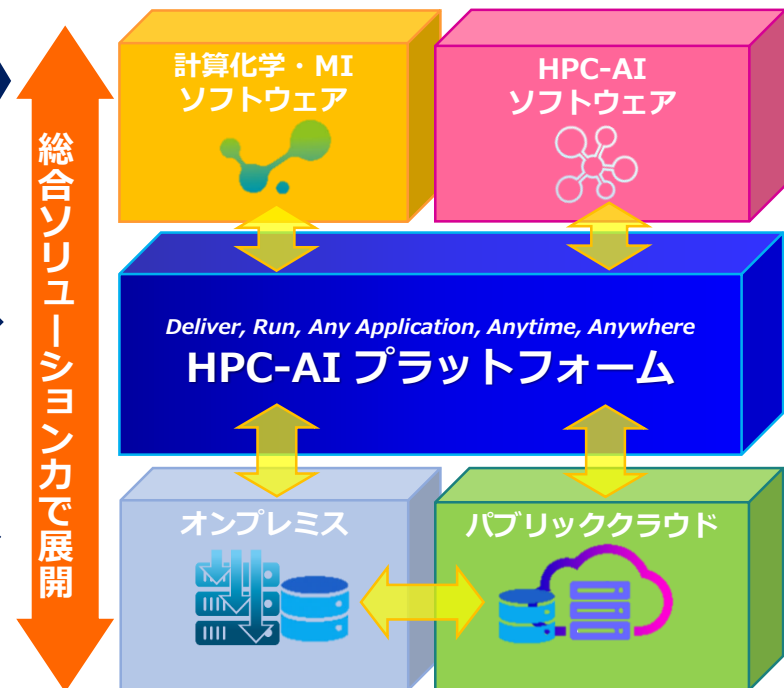 総合ソリューション力で展開
計算化学・MI
ソフトウェア
HPC-AI
ソフトウェア
Deliver, Run, Any Application, Anytime, Anywhere
HPC-AI プラットフォーム
オンプレミス
パブリッククラウド